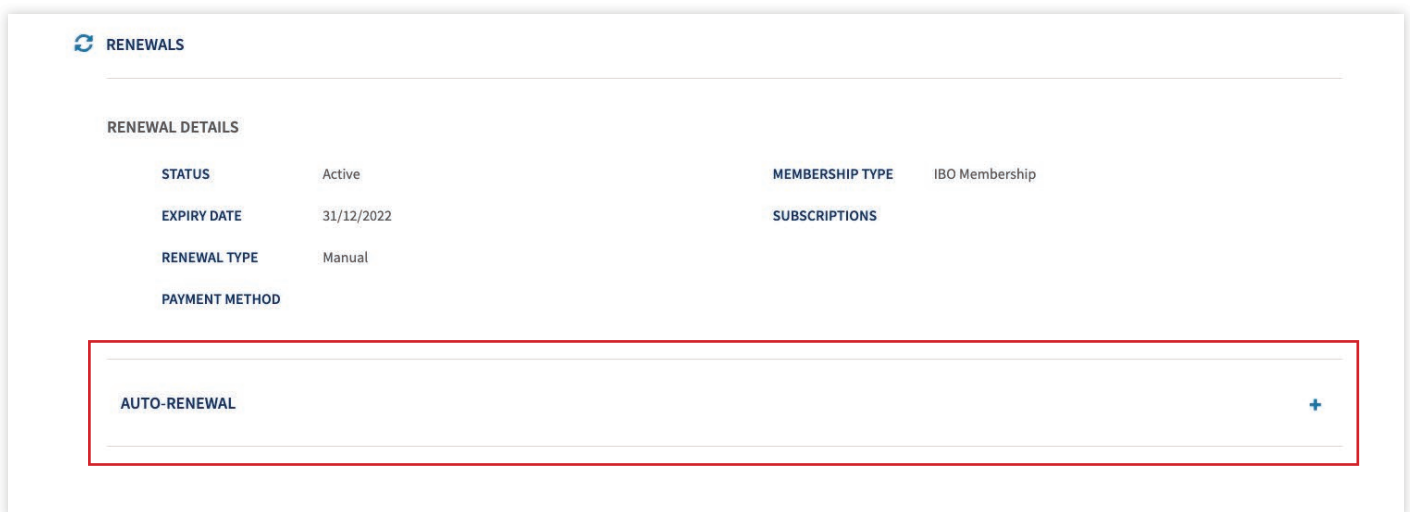 RENEWALS
RENEWAL DETAILS
STATUS Active MEMBERSHIP TYPE IBO Membership
EXPIRY DATE 31/12/2022 SUBSCRIPTIONS
RENEWAL TYPE Manual
PAYMENT METHOD
AUTO-RENEWAL +